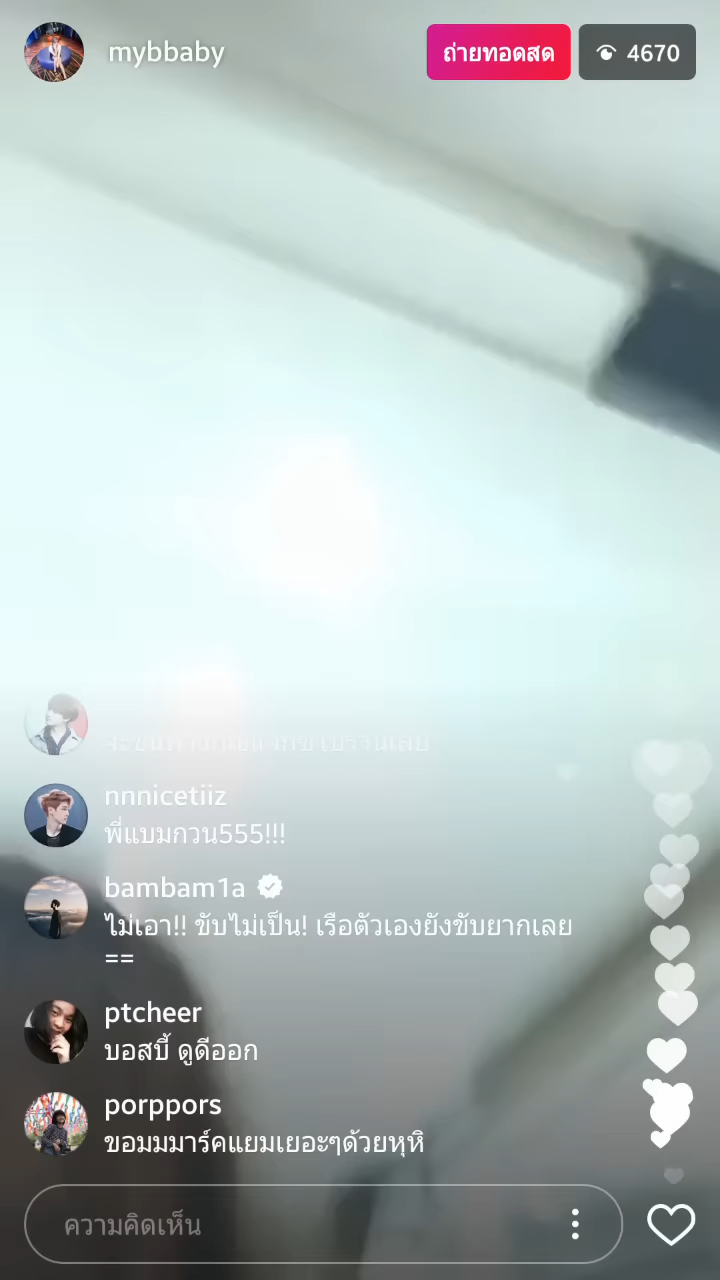 mybbaby
ถ่ายทอดสด
4670
nnnicetiiz
พี่แบมกวน555!!!
bambam1a
ไม่เอา!! ขับไม่เป็น! เรือตัวเองยังขับยากเลย
==
ptcheer
บอสบี้ ดูดีออก
porppors
ขอมมมาร์คแยมเยอะๆด้วยหุหิ
ความคิดเห็น